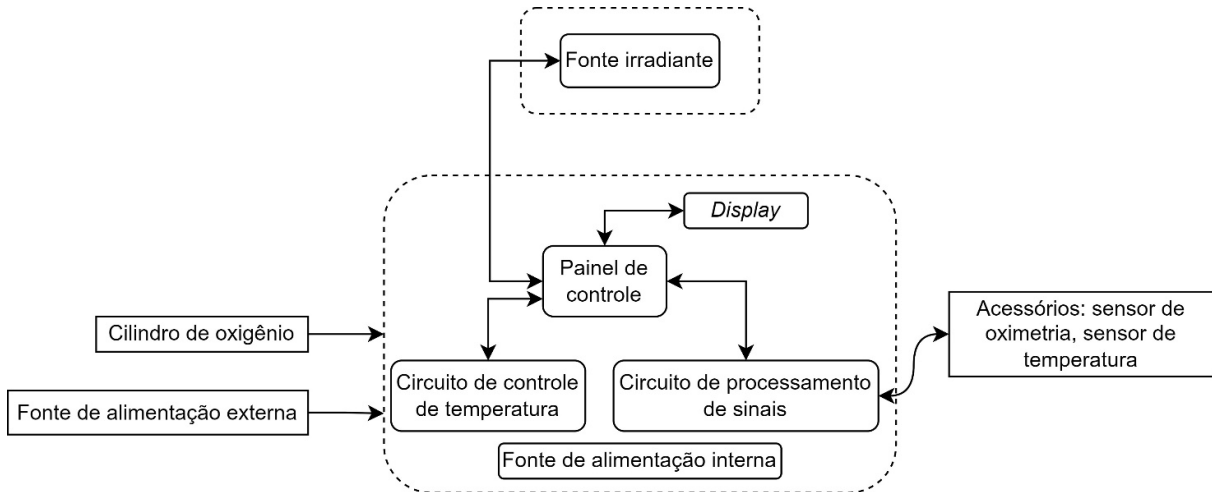 Fonte irradiante
Display
Painel de
controle
Cilindro de oxigênio
Acessórios: sensor de
oximetria, sensor de
temperatura
Circuito de controle
de temperatura
Circuito de processamento
de sinais
Fonte de alimentação externa
Fonte de alimentação interna